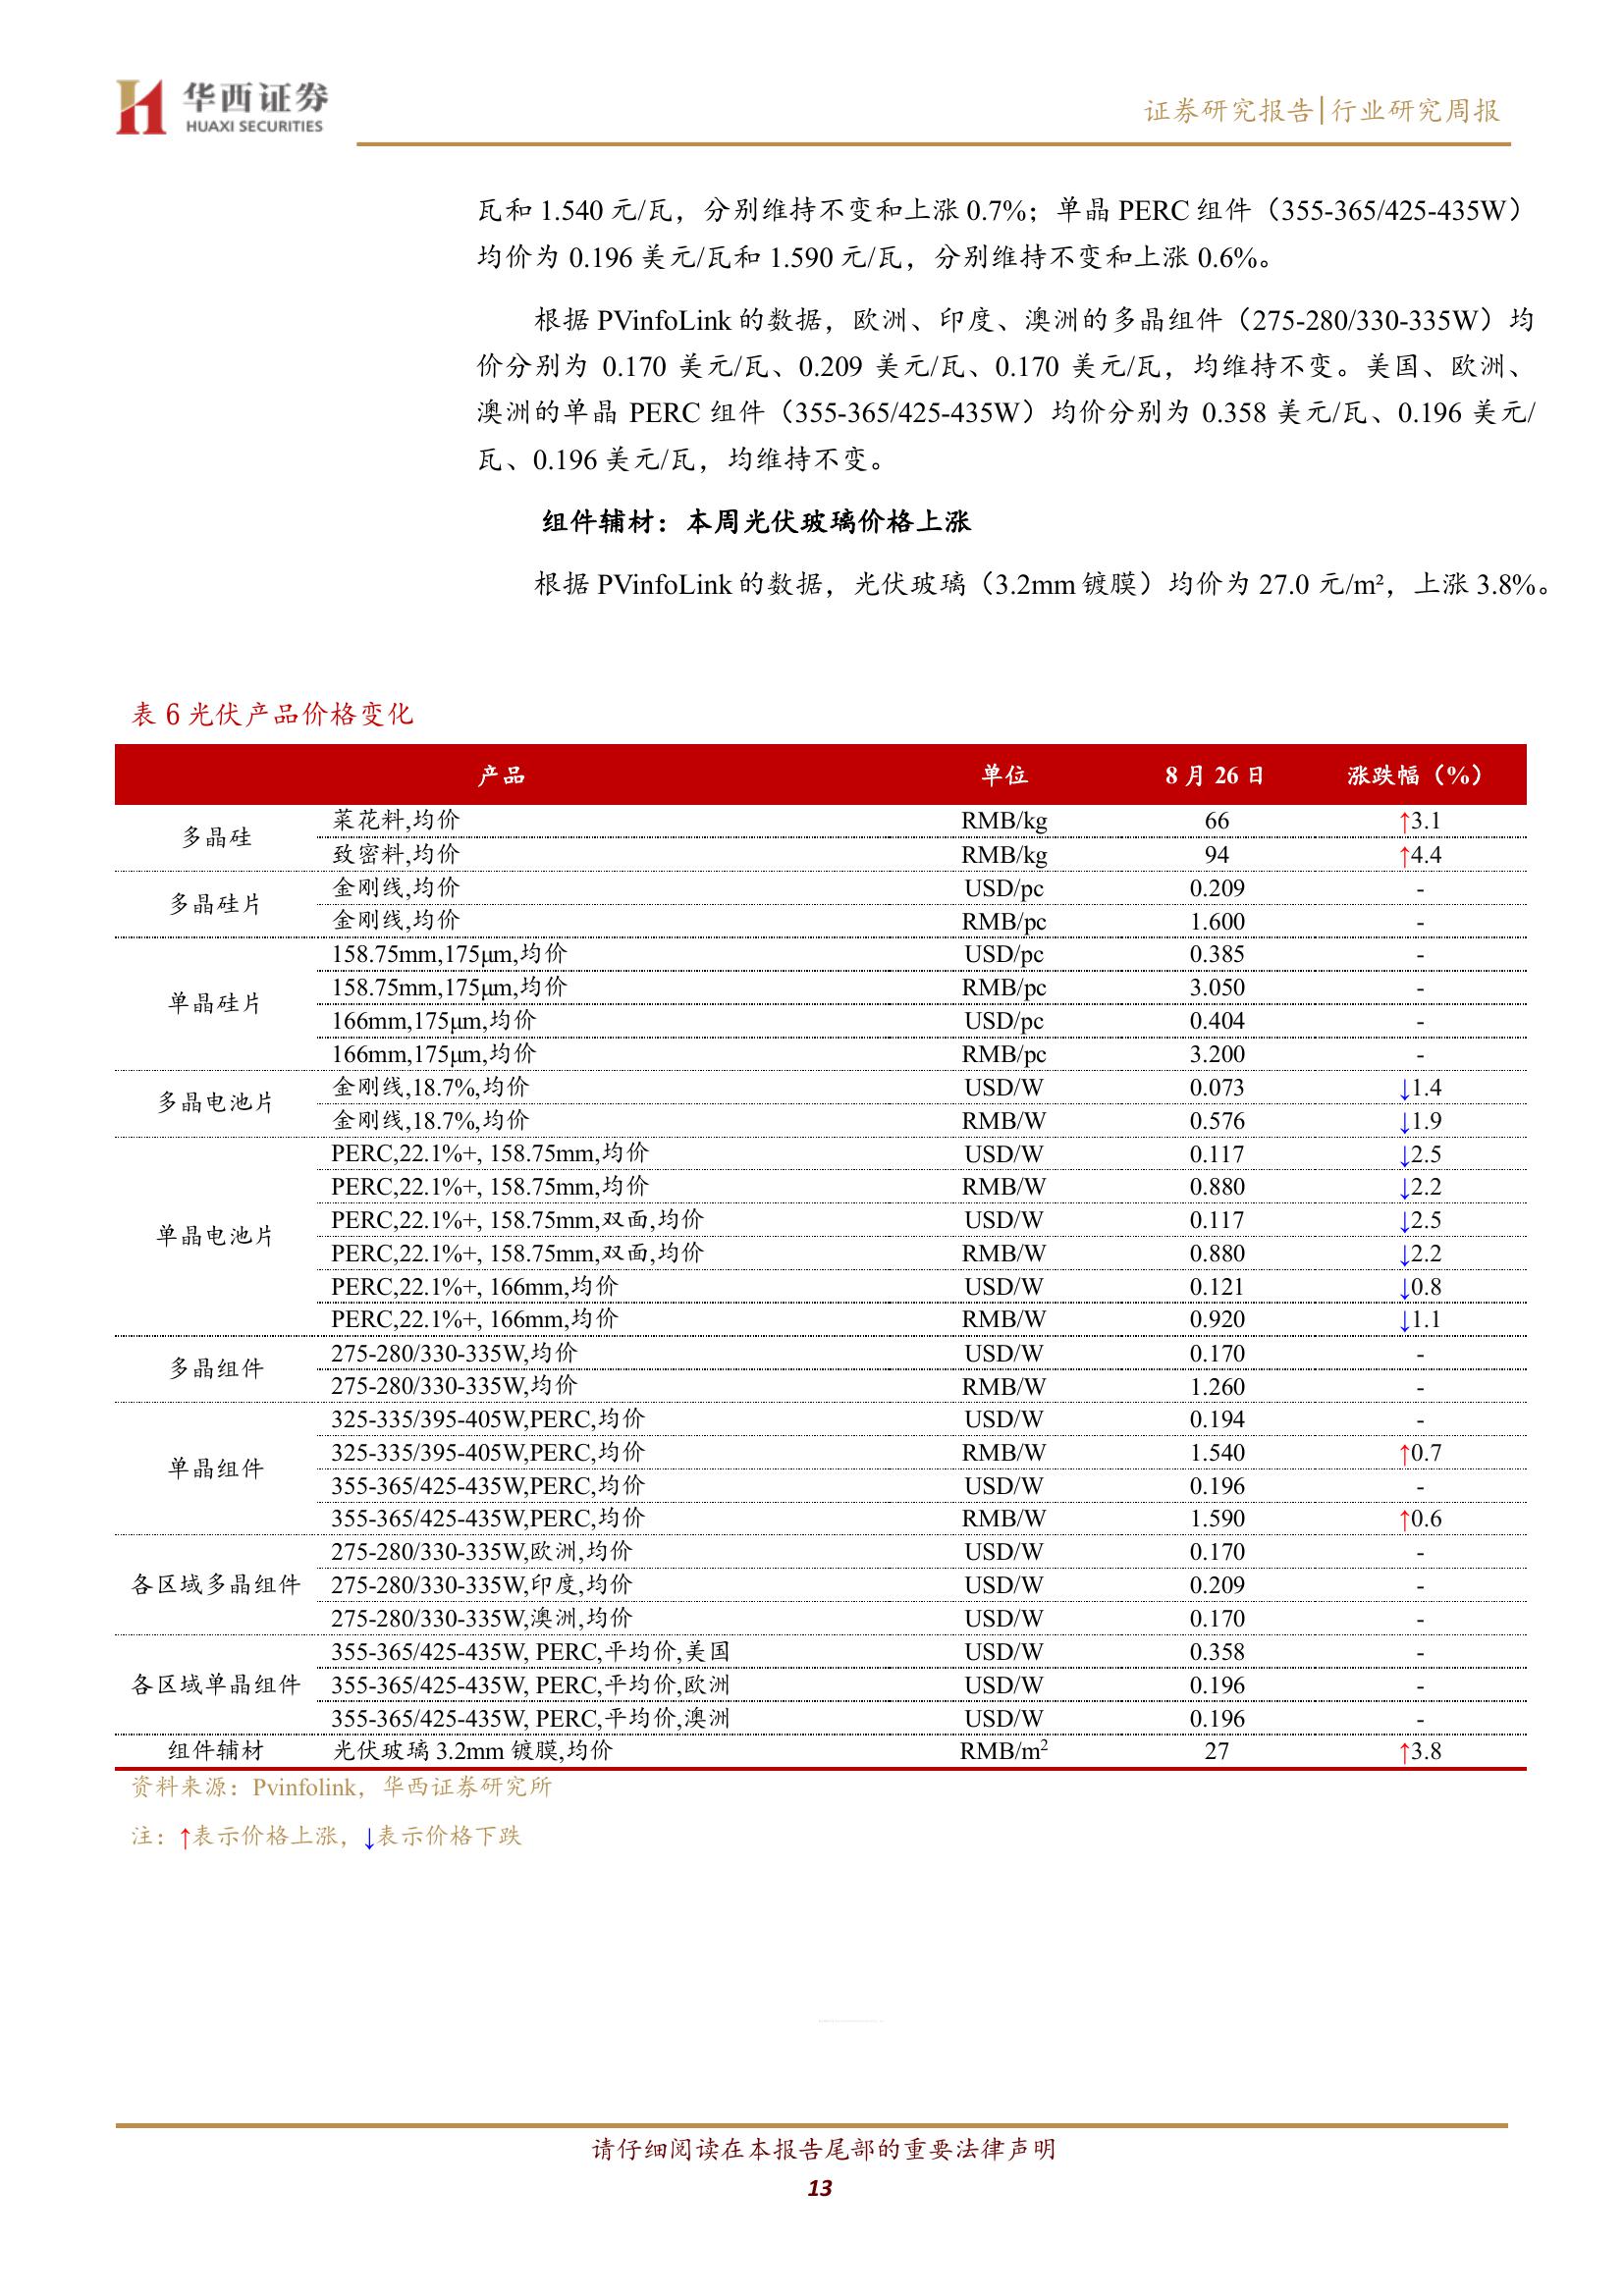 华西证券
HUAXI SECURITIES
证券研究报告|行业研究周报
瓦和 1.540 元/瓦，分别维持不变和上涨 0.7%；单晶 PERC 组件（355-365/425-435W）
均价为 0.196 美元/瓦和 1.590 元/瓦，分别维持不变和上涨 0.6%。
根据 PVinfoLink 的数据，欧洲、印度、澳洲的多晶组件（275-280/330-335W）均
价分别为 0.170 美元/瓦、0.209 美元/瓦、0.170 美元/瓦，均维持不变。美国、欧洲、
澳洲的单晶 PERC 组件（355-365/425-435W）均价分别为 0.358 美元/瓦、0.196 美元/
瓦、0.196 美元/瓦，均维持不变。
组件辅材：本周光伏玻璃价格上涨
根据 PVinfoLink 的数据，光伏玻璃（3.2mm 镀膜）均价为 27.0 元/m²，上涨 3.8%。
表 6 光伏产品价格变化
产品 单位 8 月 26 日 涨跌幅（%）
多晶硅 菜花料,均价 RMB/kg 66 ↑3.1
致密料,均价 RMB/kg 94 ↑4.4
多晶硅片 金刚线,均价 USD/pc 0.209 -
金刚线,均价 RMB/pc 1.600 -
单晶硅片 158.75mm,175μm,均价 USD/pc 0.385 -
158.75mm,175μm,均价 RMB/pc 3.050 -
166mm,175μm,均价 USD/pc 0.404 -
166mm,175μm,均价 RMB/pc 3.200 -
多晶电池片 金刚线,18.7%,均价 USD/W 0.073 ↓1.4
金刚线,18.7%,均价 RMB/W 0.576 ↓1.9
单晶电池片 PERC,22.1%+, 158.75mm,均价 USD/W 0.117 ↓2.5
PERC,22.1%+, 158.75mm,均价 RMB/W 0.880 ↓2.2
PERC,22.1%+, 158.75mm,双面,均价 USD/W 0.117 ↓2.5
PERC,22.1%+, 158.75mm,双面,均价 RMB/W 0.880 ↓2.2
PERC,22.1%+, 166mm,均价 USD/W 0.121 ↓0.8
PERC,22.1%+, 166mm,均价 RMB/W 0.920 ↓1.1
多晶组件 275-280/330-335W,均价 USD/W 0.170 -
275-280/330-335W,均价 RMB/W 1.260 -
单晶组件 325-335/395-405W,PERC,均价 USD/W 0.194 -
325-335/395-405W,PERC,均价 RMB/W 1.540 ↑0.7
355-365/425-435W,PERC,均价 USD/W 0.196 -
355-365/425-435W,PERC,均价 RMB/W 1.590 ↑0.6
各区域多晶组件 275-280/330-335W,欧洲,均价 USD/W 0.170 -
275-280/330-335W,印度,均价 USD/W 0.209 -
275-280/330-335W,澳洲,均价 USD/W 0.170 -
各区域单晶组件 355-365/425-435W, PERC,平均价,美国 USD/W 0.358 -
355-365/425-435W, PERC,平均价,欧洲 USD/W 0.196 -
355-365/425-435W, PERC,平均价,澳洲 USD/W 0.196 -
组件辅材 光伏玻璃 3.2mm 镀膜,均价 RMB/m² 27 ↑3.8
资料来源：Pvinfolink，华西证券研究所
注：↑表示价格上涨，↓表示价格下跌
请仔细阅读在本报告尾部的重要法律声明
13